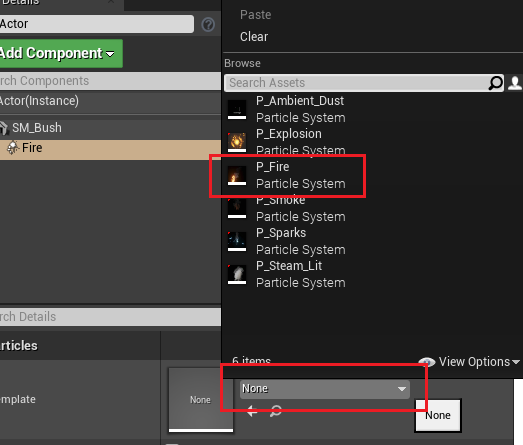 Details
Actor
Add Component
rch Components
Actor(Instance)
SM_Bush
Fire
rch Details
articles
emplate
None
Paste
Clear
Browse
Search Assets
P_Ambient_Dust
Particle System
P_Explosion
Particle System
P_Fire
Particle System
P_Smoke
Particle System
P_Sparks
Particle System
P_Steam_Lit
Particle System
6 items
View Options
None
None